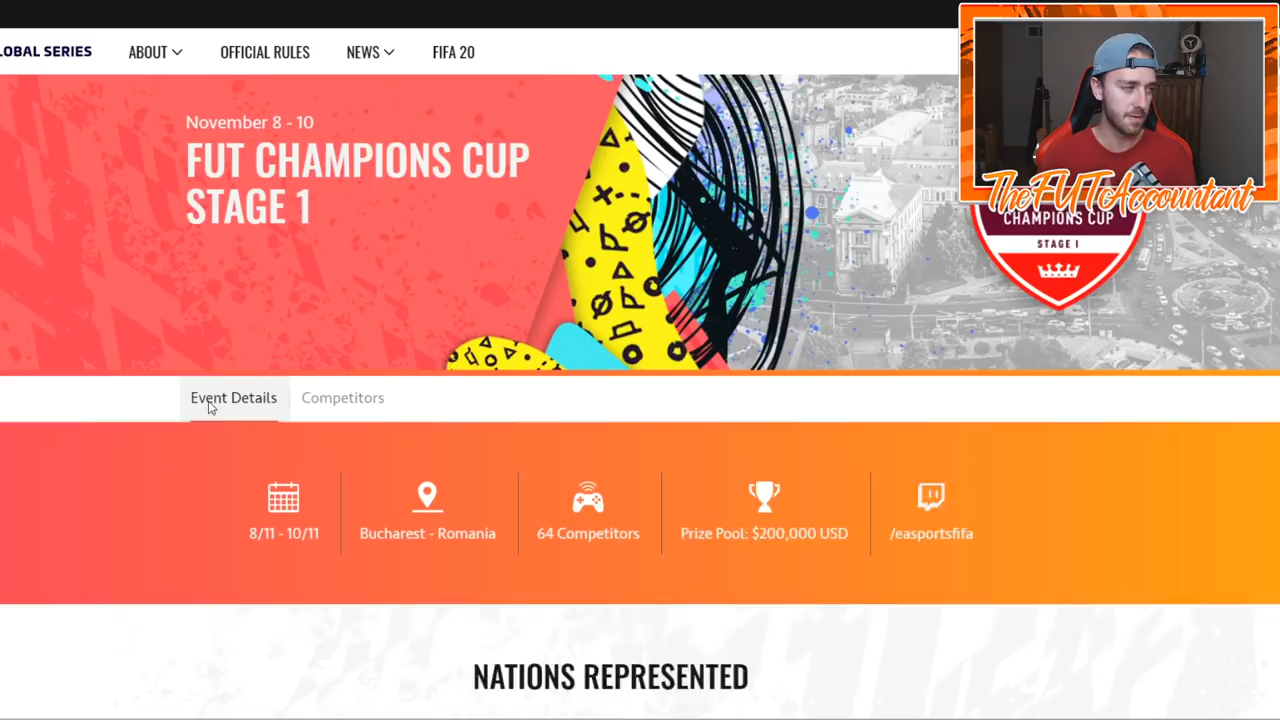 LOBAL SERIES
ABOUT
OFFICIAL RULES
NEWS
FIFA 20
November 8 - 10
FUT CHAMPIONS CUP
STAGE 1
TheFUTAccountant
CHAMPIONS CUP
STAGE I
Event Details
Competitors
8/11 - 10/11
Bucharest - Romania
64 Competitors
Prize Pool: $200,000 USD
/easportsfifa
NATIONS REPRESENTED